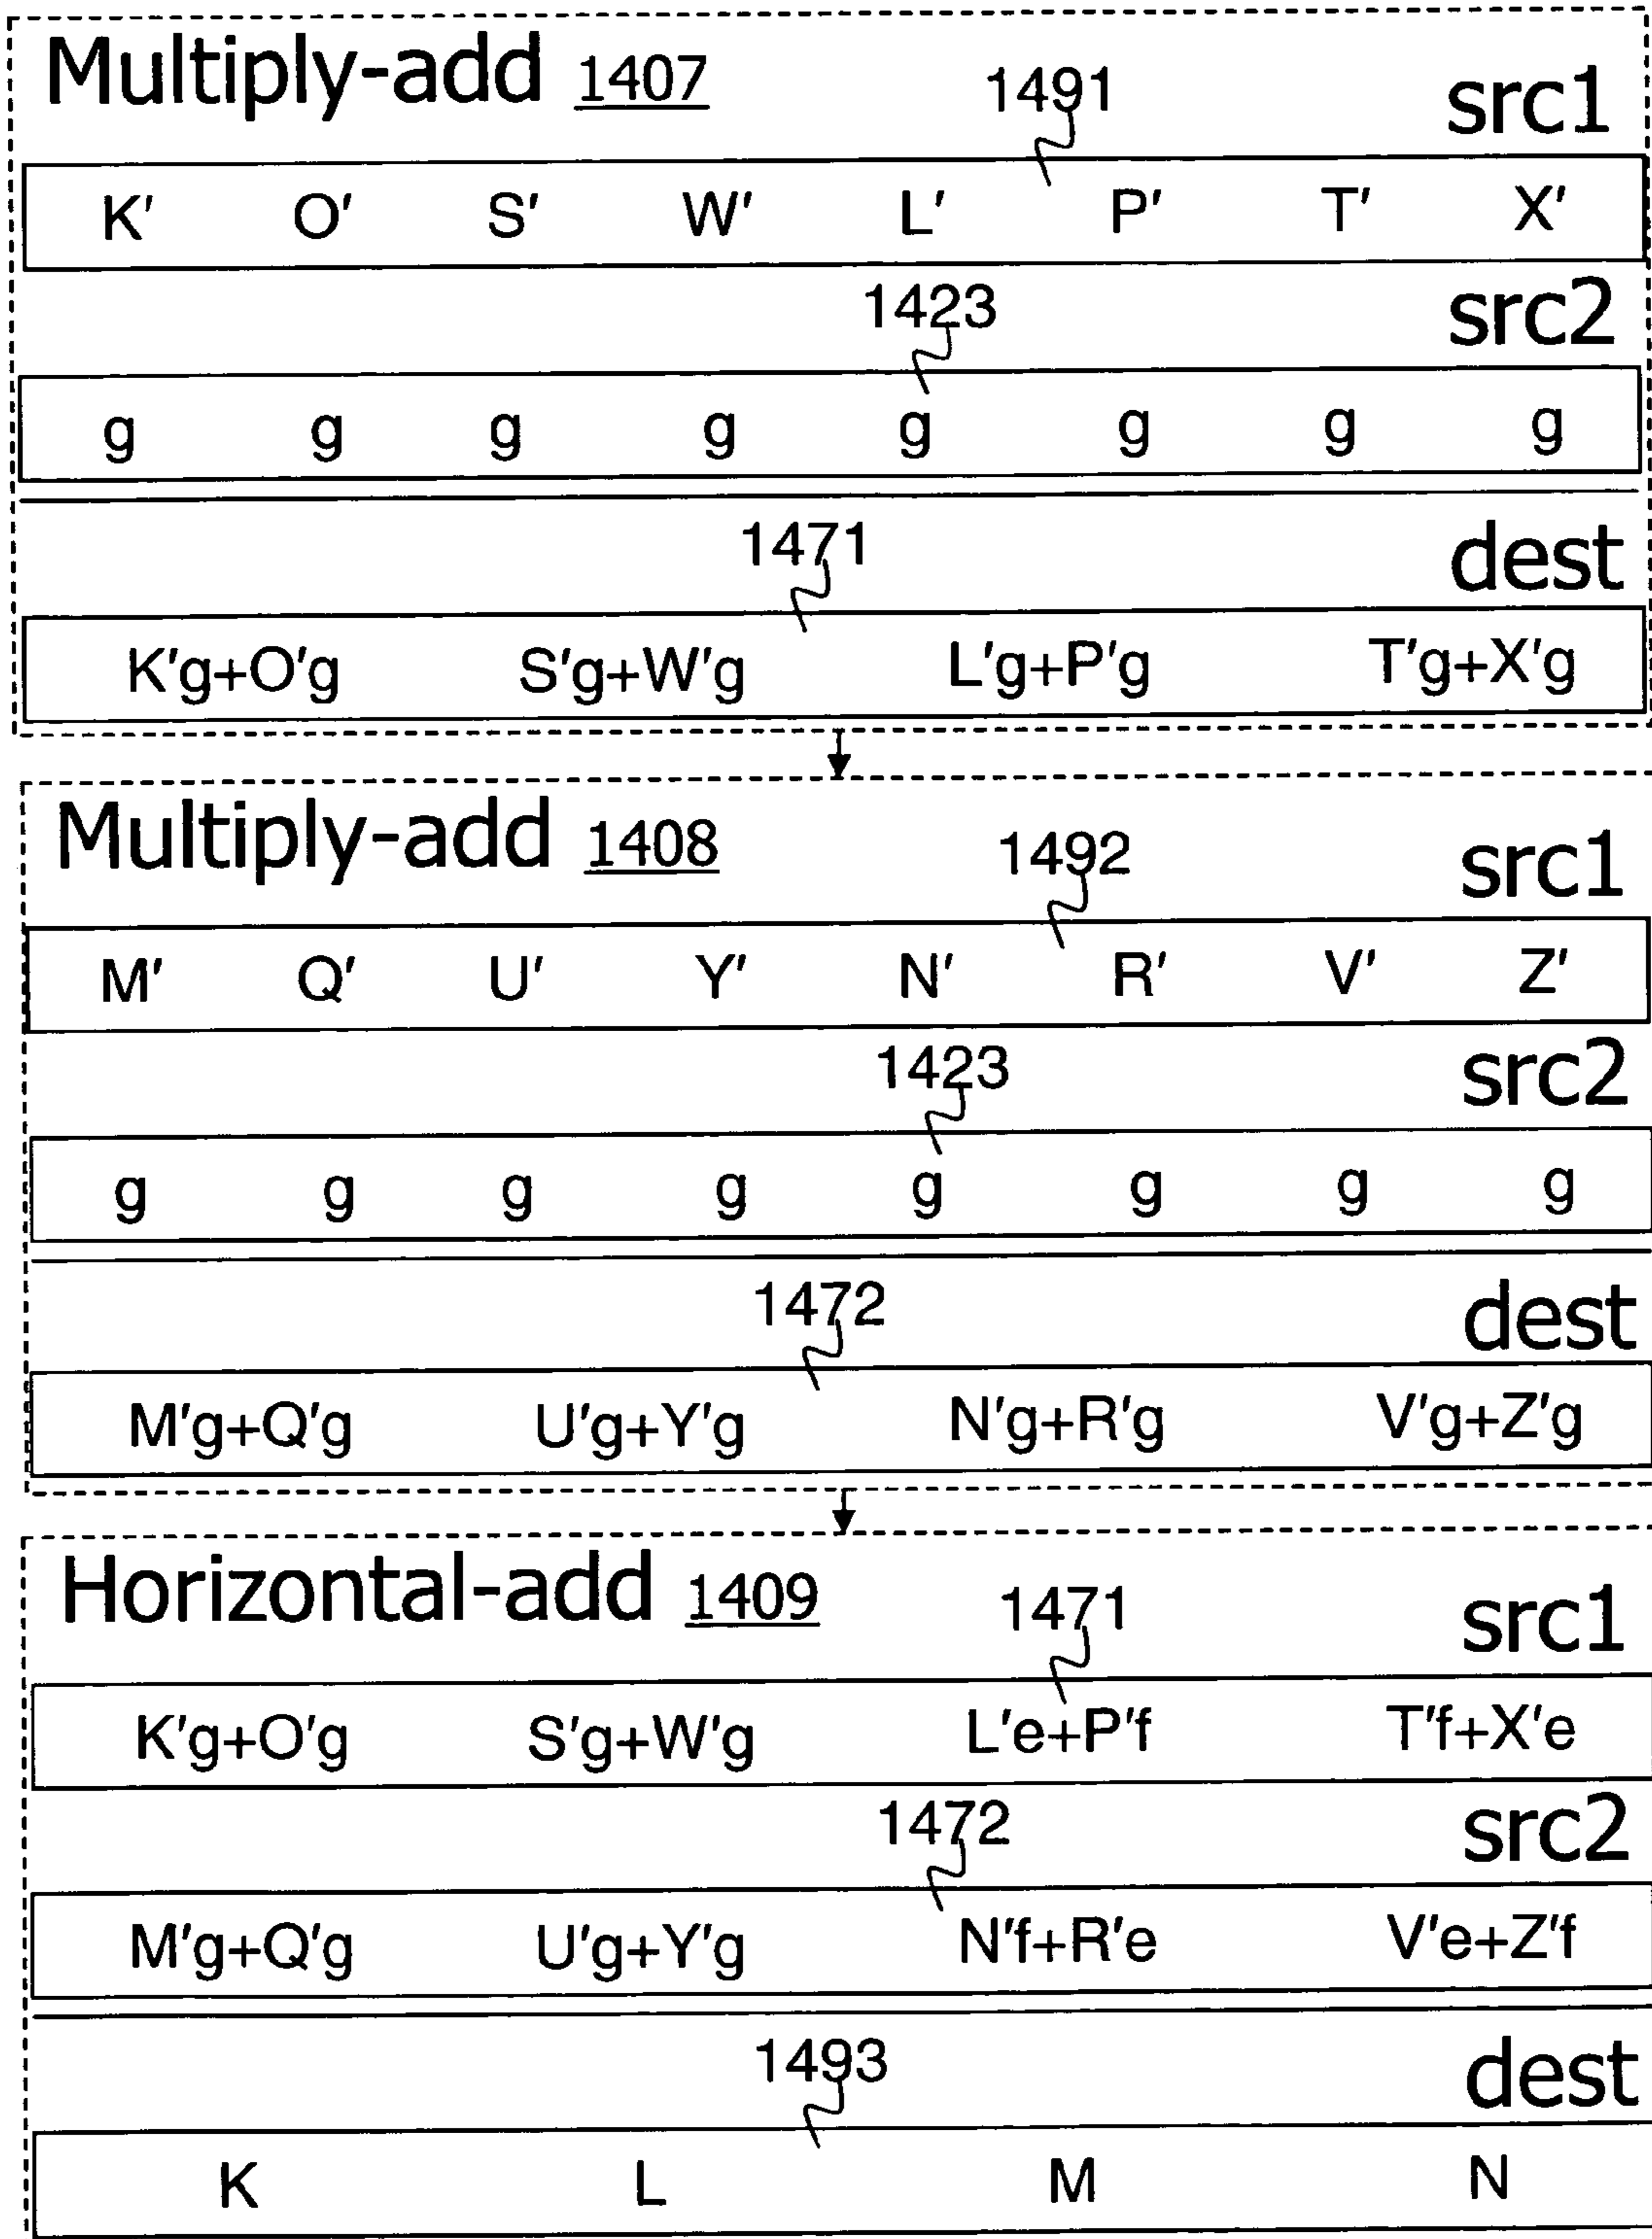 Multiply-add 1407 1491 src1
K' O' S' W' L' P' T' X'
1423 src2
g g g g g g g g
1471 dest
K'g+O'g S'g+W'g L'g+P'g T'g+X'g
Multiply-add 1408 1492 src1
M' Q' U' Y' N' R' V' Z'
1423 src2
g g g g g g g g
1472 dest
M'g+Q'g U'g+Y'g N'g+R'g V'g+Z'g
Horizontal-add 1409 1471 src1
K'g+O'g S'g+W'g L'e+P'f T'f+X'e
1472 src2
M'g+Q'g U'g+Y'g N'f+R'e V'e+Z'f
1493 dest
K L M N